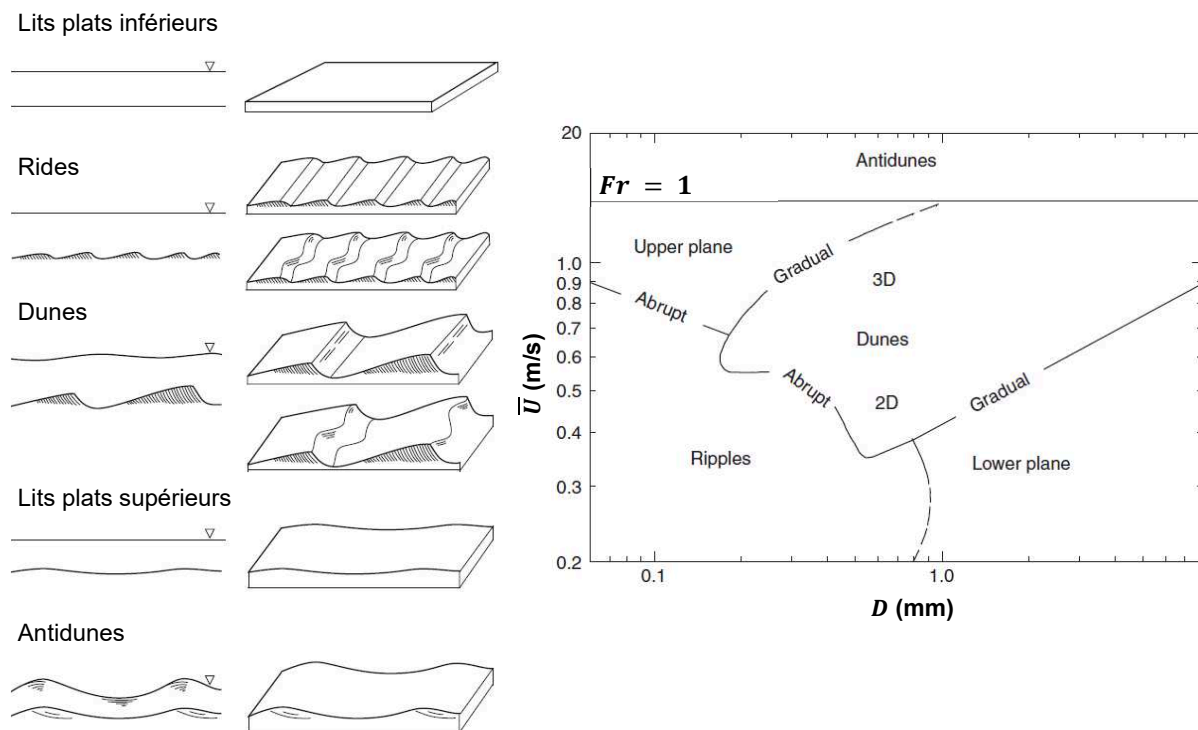 Lits plats inférieurs
Rides
Dunes
Lits plats supérieurs
Antidunes
20
Antidunes
Fr = 1
Upper plane
Gradual
1.0
3D
0.9
Abrupt
0.8
0.7
Dunes
0.6
U̅ (m/s)
0.5
Abrupt
2D
Gradual
0.4
Ripples
Lower plane
0.3
0.2
0.1
1.0
D (mm)